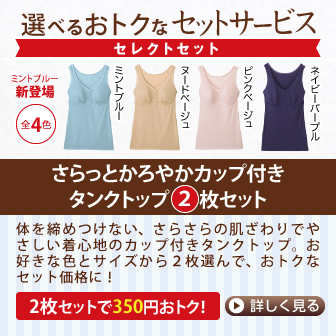 選べるおトクなセットサービス
セレクトセット
ミントブルー
新登場
全4色
ミントブルー
ヌードベージュ
ピンクベージュ
ネイビーパープル
さらっとかろやかカップ付き
タンクトップ2枚セット
体を締めつけない、さらさらの肌ざわりでや
さしい着心地のカップ付きタンクトップ。お
好きな色とサイズから２枚選んで、おトクな
セット価格に！
2枚セットで350円おトク!
詳しく見る